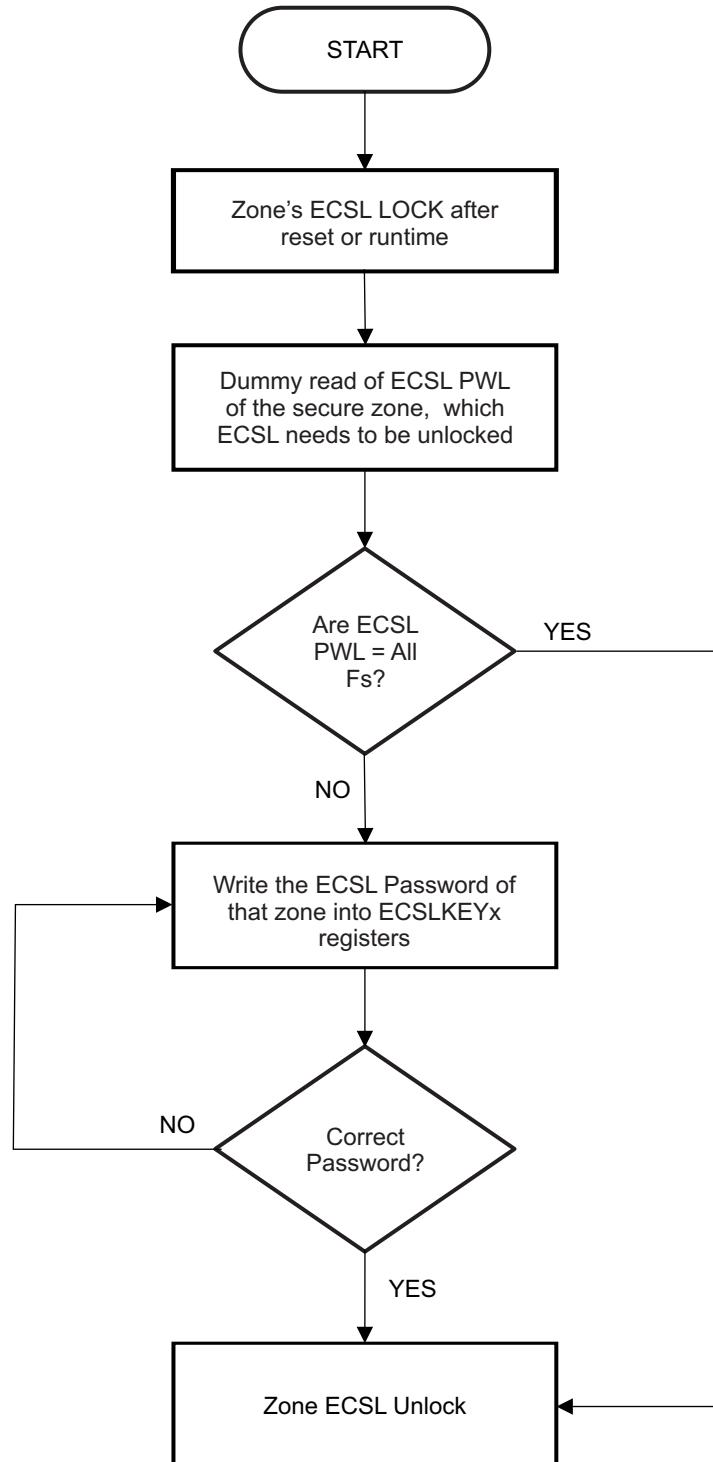 START
Zone's ECSL LOCK after
reset or runtime
Dummy read of ECSL PWL
of the secure zone, which
ECSL needs to be unlocked
Are ECSL
PWL = All
Fs?
YES
NO
Write the ECSL Password of
that zone into ECSLKEYx
registers
NO
Correct
Password?
YES
Zone ECSL Unlock